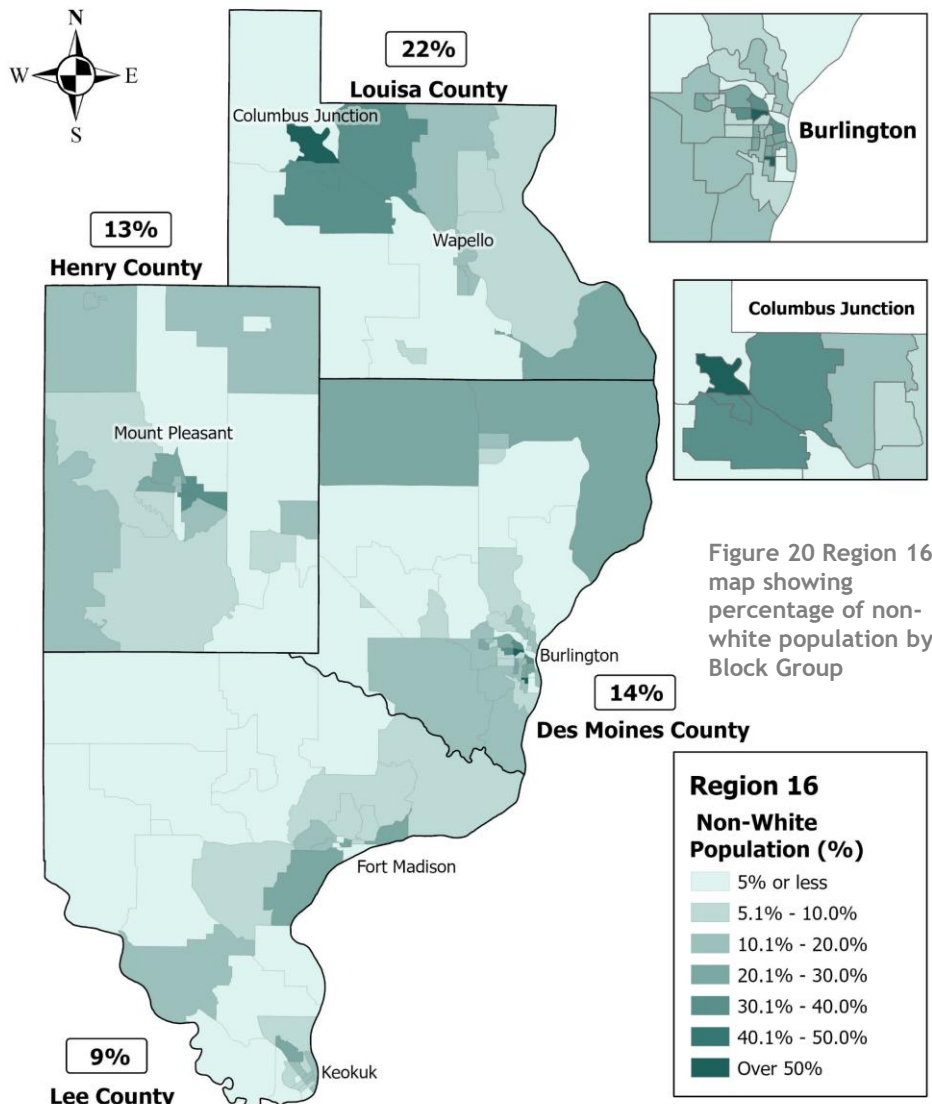 N
W
E
S
22%
Louisa County
Columbus Junction
Wapello
13%
Henry County
Mount Pleasant
Burlington
14%
Des Moines County
Fort Madison
Keokuk
9%
Lee County
Burlington
Columbus Junction
Figure 20 Region 16
map showing
percentage of non-
white population by
Block Group
Region 16
Non-White
Population (%)
5% or less
5.1% - 10.0%
10.1% - 20.0%
20.1% - 30.0%
30.1% - 40.0%
40.1% - 50.0%
Over 50%